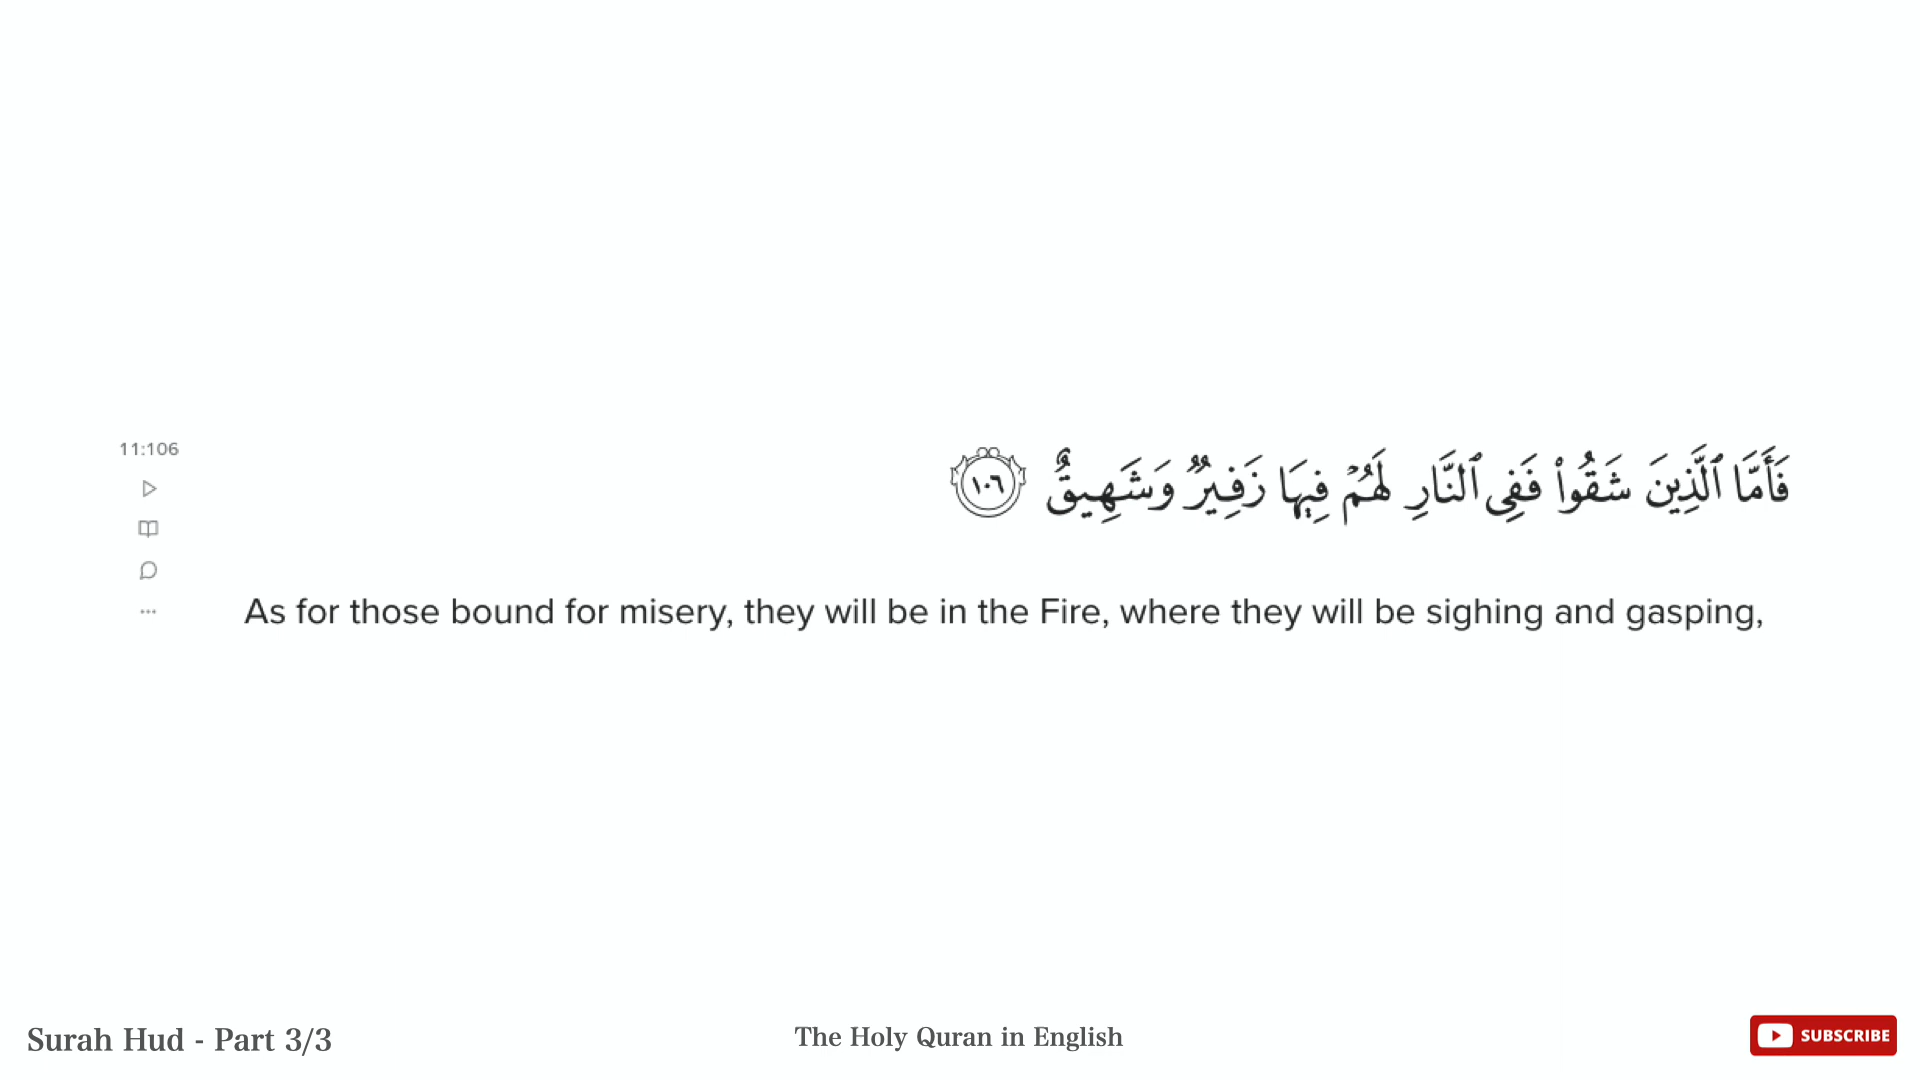 11:106
فَأَمَّا ٱلَّذِينَ شَقُوا۟ فَفِى ٱلنَّارِ لَهُمْ فِيهَا زَفِيرٌۭ وَشَهِيقٌ ١٠٦
As for those bound for misery, they will be in the Fire, where they will be sighing and gasping,
Surah Hud - Part 3/3
The Holy Quran in English
SUBSCRIBE